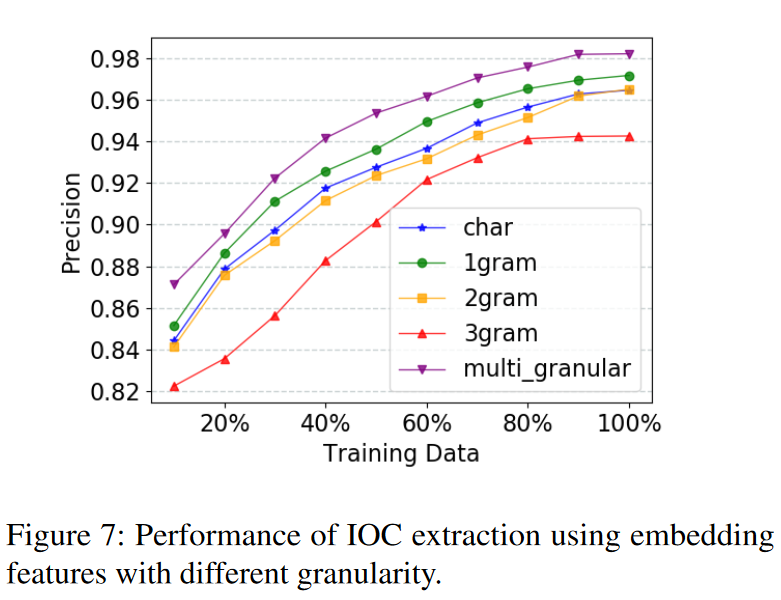 0.98
0.96
0.94
0.92
0.90
0.88
0.86
0.84
0.82
Precision
char
1gram
2gram
3gram
multi_granular
20% 40% 60% 80% 100%
Training Data
Figure 7: Performance of IOC extraction using embedding
features with different granularity.